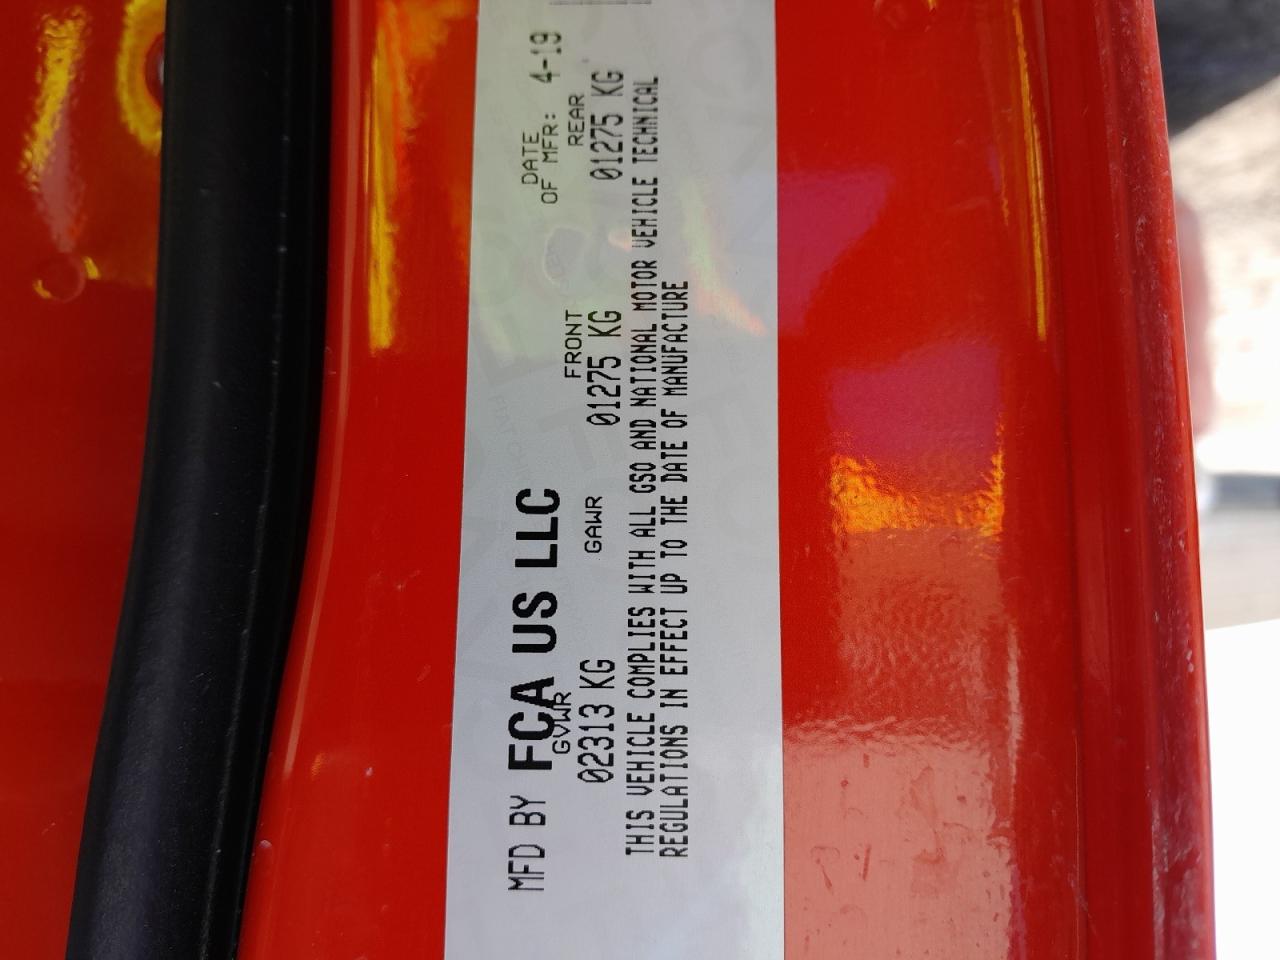 MFD BY FCA US LLC
DATE
OF MFR: 4-19
GVWR GAWR FRONT REAR
02313 KG 01275 KG 01275 KG
THIS VEHICLE COMPLIES WITH ALL GSO AND NATIONAL MOTOR VEHICLE TECHNICAL
REGULATIONS IN EFFECT UP TO THE DATE OF MANUFACTURE